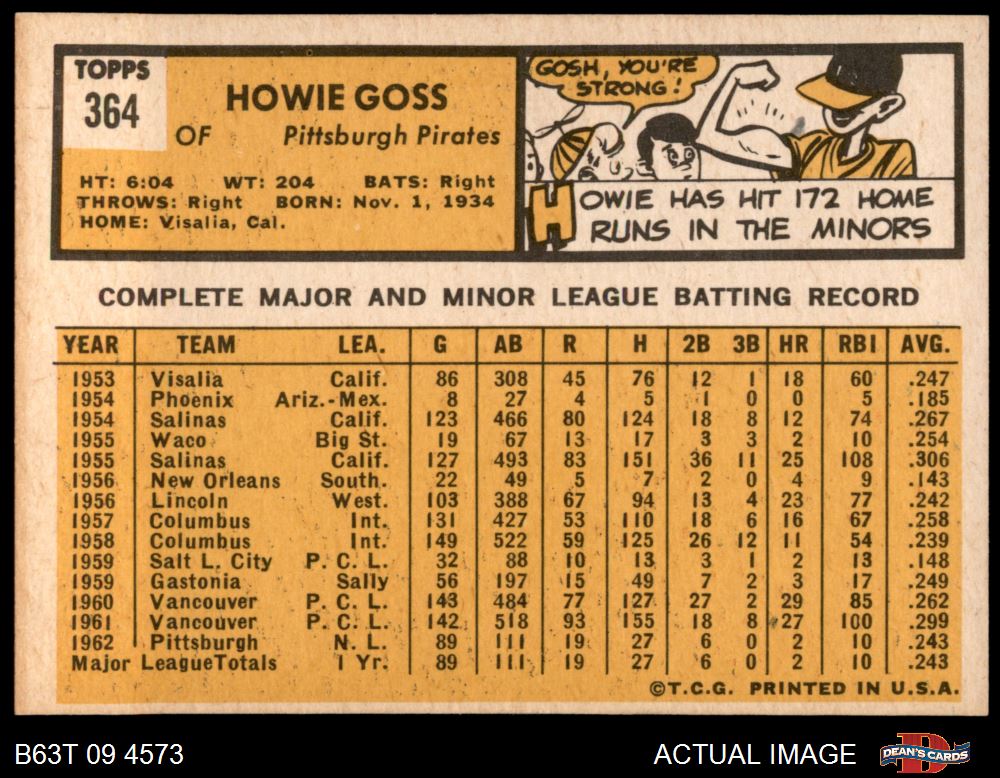 TOPPS
364
HOWIE GOSS
OF Pittsburgh Pirates
HT: 6:04 WT: 204 BATS: Right
THROWS: Right BORN: Nov. 1, 1934
HOME: Visalia, Cal.
GOSH, YOU'RE
STRONG!
HOWIE HAS HIT 172 HOME
RUNS IN THE MINORS
COMPLETE MAJOR AND MINOR LEAGUE BATTING RECORD
YEAR TEAM LEA. G AB R H 2B 3B HR RBI AVG.
1953 Visalia Calif. 86 308 45 76 12 1 18 60 .247
1954 Phoenix Ariz.-Mex. 8 27 4 5 1 0 0 5 .185
1954 Salinas Calif. 123 466 80 124 18 8 12 74 .267
1955 Waco Big St. 19 67 13 17 3 3 2 10 .254
1955 Salinas Calif. 127 493 83 151 36 11 25 108 .306
1956 New Orleans South. 22 49 5 7 2 0 4 9 .143
1956 Lincoln West. 103 388 67 94 13 4 23 77 .242
1957 Columbus Int. 131 427 53 110 18 6 16 67 .258
1958 Columbus Int. 149 522 59 125 26 12 11 54 .239
1959 Salt L. City P. C. L. 32 88 10 13 3 1 2 13 .148
1959 Gastonia Sally 56 197 15 49 7 2 3 17 .249
1960 Vancouver P. C. L. 143 484 77 127 27 2 29 85 .262
1961 Vancouver P. C. L. 142 518 93 155 18 8 27 100 .299
1962 Pittsburgh N. L. 89 111 19 27 6 0 2 10 .243
Major League Totals 1 Yr. 89 111 19 27 6 0 2 10 .243
©T.C.G. PRINTED IN U.S.A.
B63T 09 4573 ACTUAL IMAGE DEAN'S CARDS